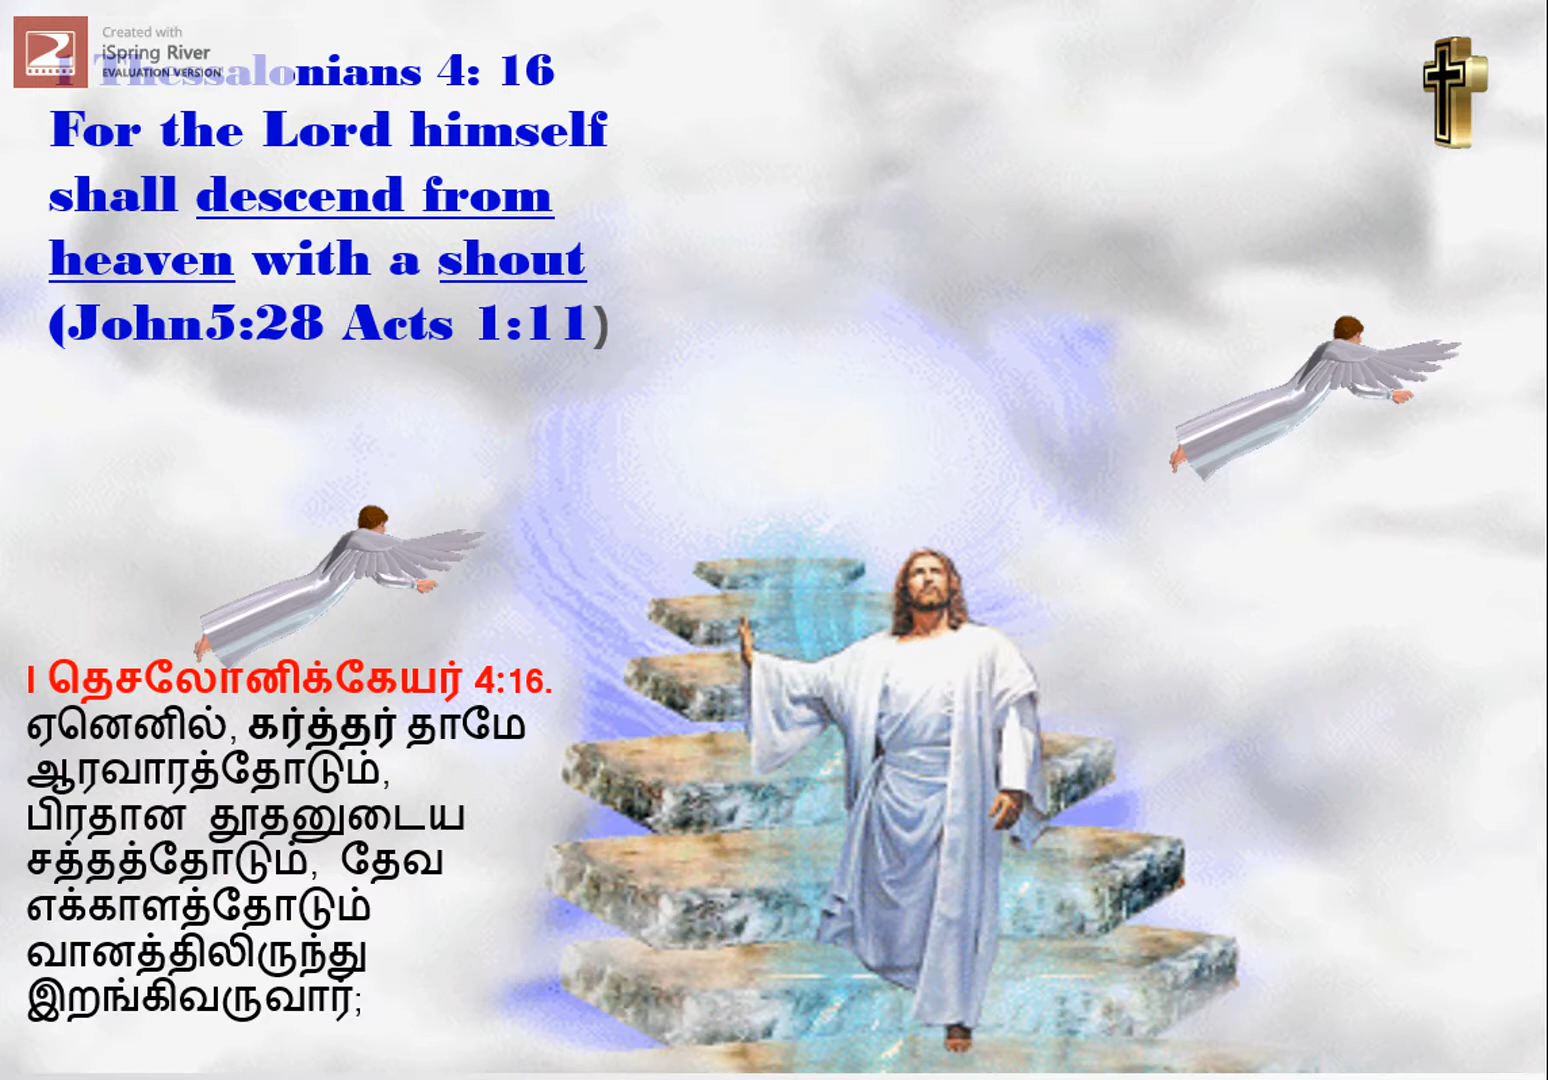 Created with
iSpring River
EVALUATION VERSION
1 Thessalonians 4: 16
For the Lord himself
shall descend from
heaven with a shout
(John5:28 Acts 1:11)
I தெசலோனிக்கேயர் 4:16.
ஏனெனில், கர்த்தர் தாமே
ஆரவாரத்தோடும்,
பிரதான தூதனுடைய
சத்தத்தோடும், தேவ
எக்காளத்தோடும்
வானத்திலிருந்து
இறங்கிவருவார்;